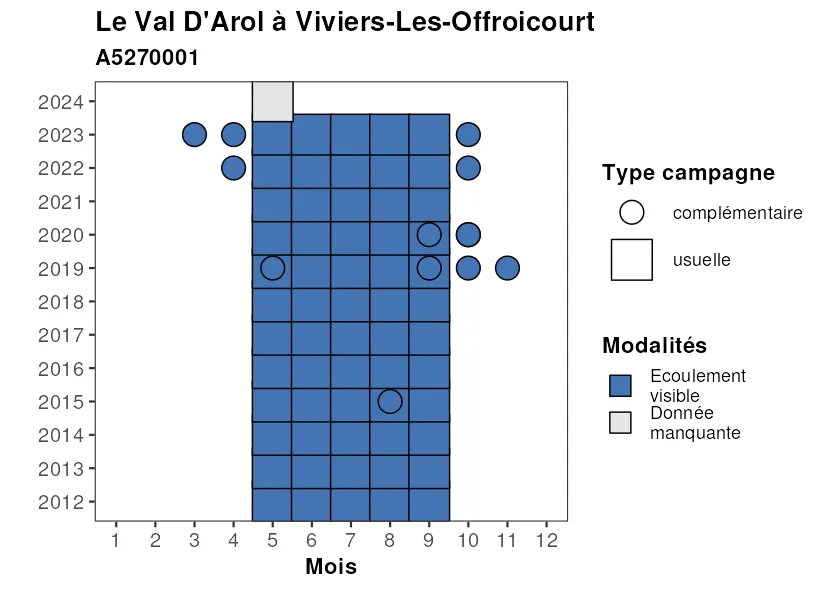 Le Val D'Arol à Viviers-Les-Offroicourt
A5270001
2024
2023
2022
2021
2020
2019
2018
2017
2016
2015
2014
2013
2012
1 2 3 4 5 6 7 8 9 10 11 12
Mois
Type campagne
complémentaire
usuelle
Modalités
Ecoulement
visible
Donnée
manquante